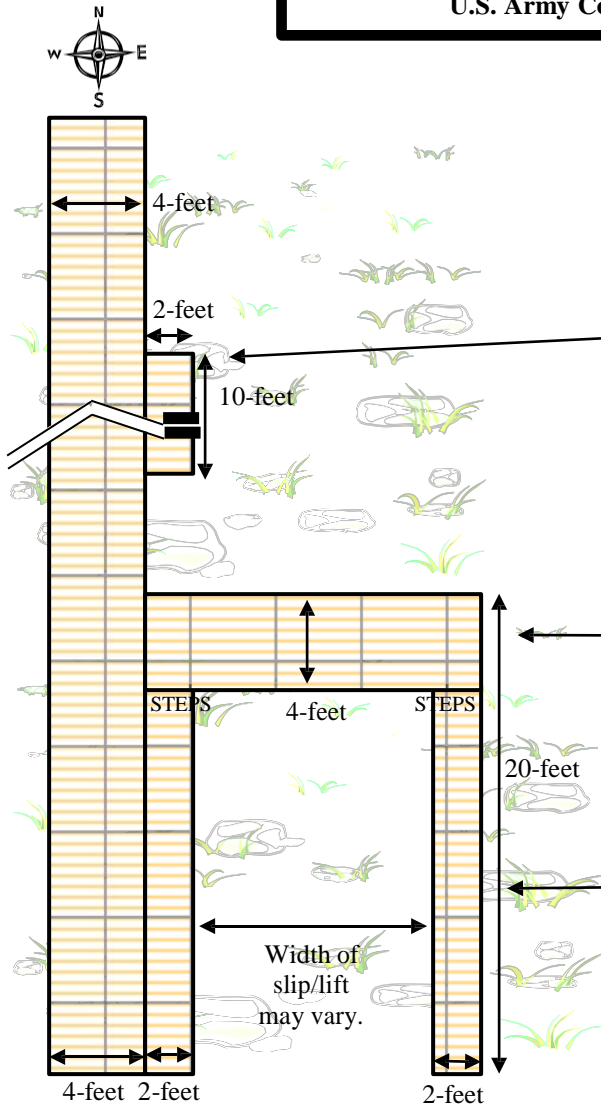 U.S. Army Co
N
W E
S
4-feet
2-feet
10-feet
STEPS STEPS
4-feet
20-feet
Width of
slip/lift
may vary.
4-feet 2-feet 2-feet